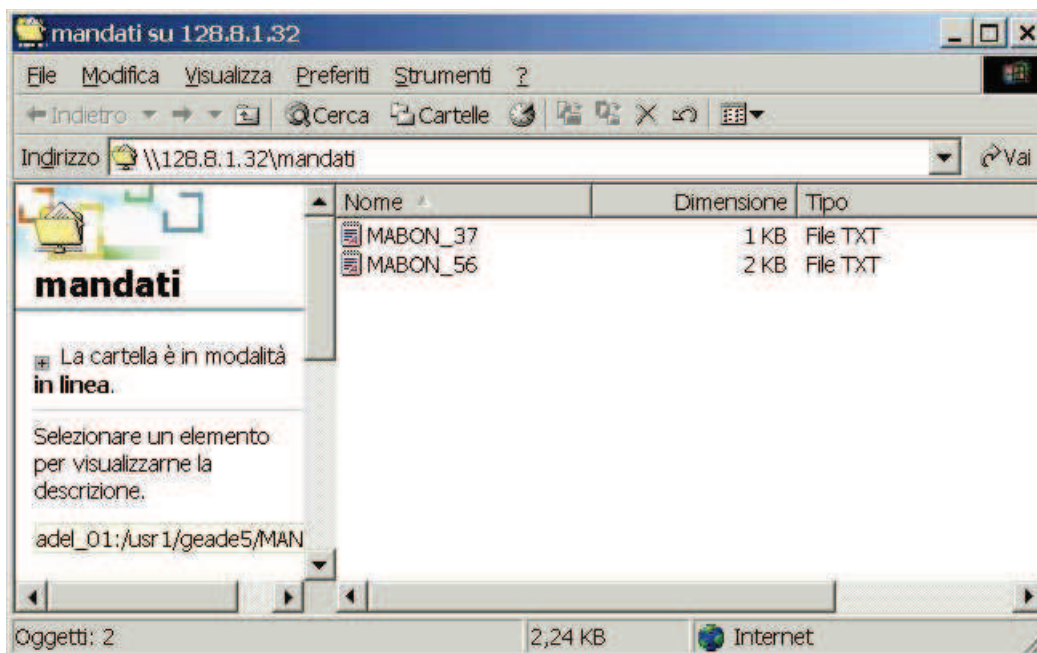 mandati su 128.8.1.32
File Modifica Visualizza Preferiti Strumenti ?
Indietro Cerca Cartelle
Indirizzo \\128.8.1.32\mandati Vai
Nome Dimensione Tipo
MABON_37 1 KB File TXT
MABON_56 2 KB File TXT
mandati
La cartella è in modalità
in linea.
Selezionare un elemento
per visualizzarne la
descrizione.
adel_01:/usr1/geade5/MAN
Oggetti: 2 2,24 KB Internet